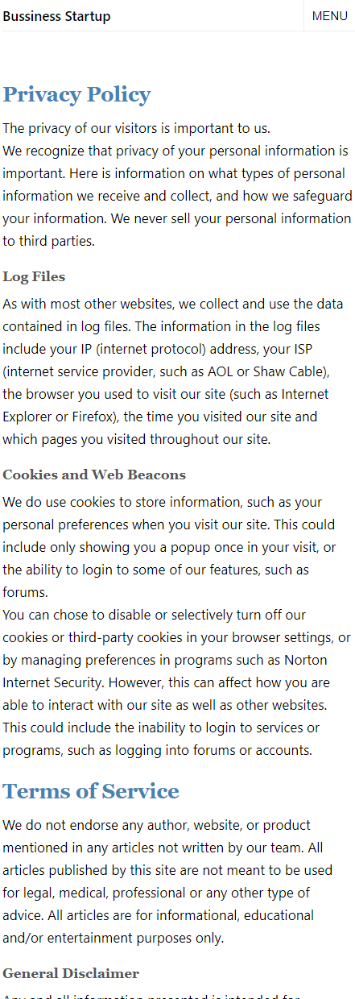 Bussiness Startup
MENU
Privacy Policy
The privacy of our visitors is important to us.
We recognize that privacy of your personal information is
important. Here is information on what types of personal
information we receive and collect, and how we safeguard
your information. We never sell your personal information
to third parties.
Log Files
As with most other websites, we collect and use the data
contained in log files. The information in the log files
include your IP (internet protocol) address, your ISP
(internet service provider, such as AOL or Shaw Cable),
the browser you used to visit our site (such as Internet
Explorer or Firefox), the time you visited our site and
which pages you visited throughout our site.
Cookies and Web Beacons
We do use cookies to store information, such as your
personal preferences when you visit our site. This could
include only showing you a popup once in your visit, or
the ability to login to some of our features, such as
forums.
You can chose to disable or selectively turn off our
cookies or third-party cookies in your browser settings, or
by managing preferences in programs such as Norton
Internet Security. However, this can affect how you are
able to interact with our site as well as other websites.
This could include the inability to login to services or
programs, such as logging into forums or accounts.
Terms of Service
We do not endorse any author, website, or product
mentioned in any articles not written by our team. All
articles published by this site are not meant to be used
for legal, medical, professional or any other type of
advice. All articles are for informational, educational
and/or entertainment purposes only.
General Disclaimer
Any and all information presented is intended for